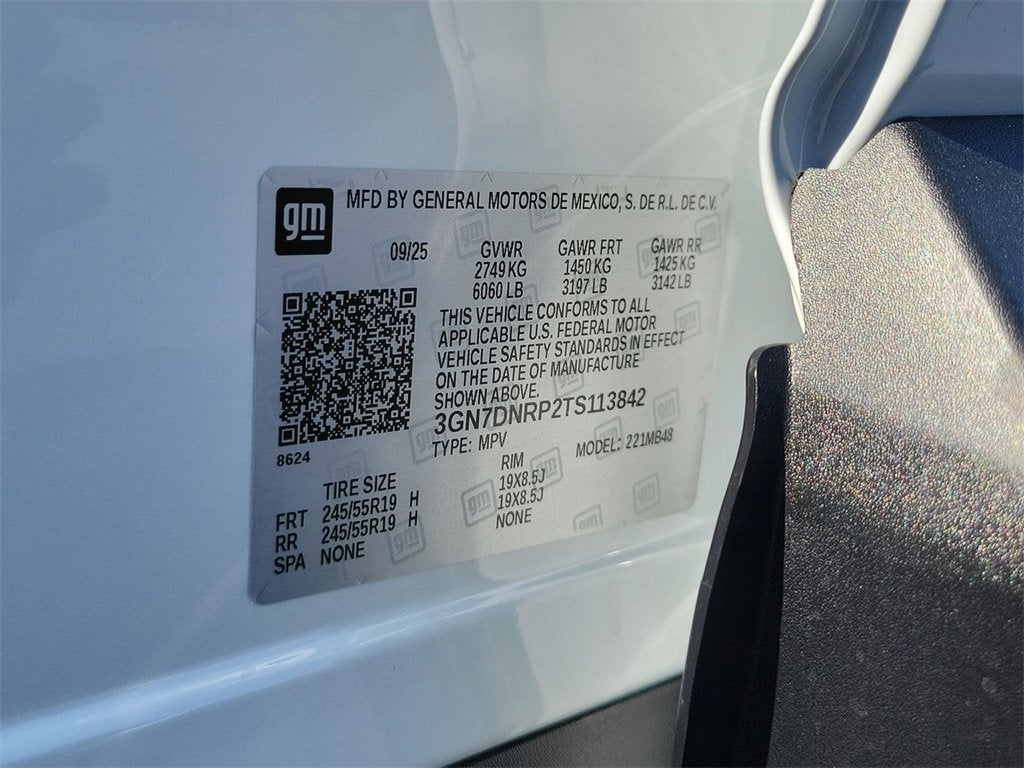 gm
MFD BY GENERAL MOTORS DE MEXICO, S. DE R.L. DE C.V.
09/25 GVWR GAWR FRT GAWR RR
2749 KG 1450 KG 1425 KG
6060 LB 3197 LB 3142 LB
THIS VEHICLE CONFORMS TO ALL
APPLICABLE U.S. FEDERAL MOTOR
VEHICLE SAFETY STANDARDS IN EFFECT
ON THE DATE OF MANUFACTURE
SHOWN ABOVE.
3GN7DNRP2TS113842
TYPE: MPV MODEL: 221MB48
8624
TIRE SIZE RIM
FRT 245/55R19 H 19X8.5J
RR 245/55R19 H 19X8.5J
SPA NONE NONE